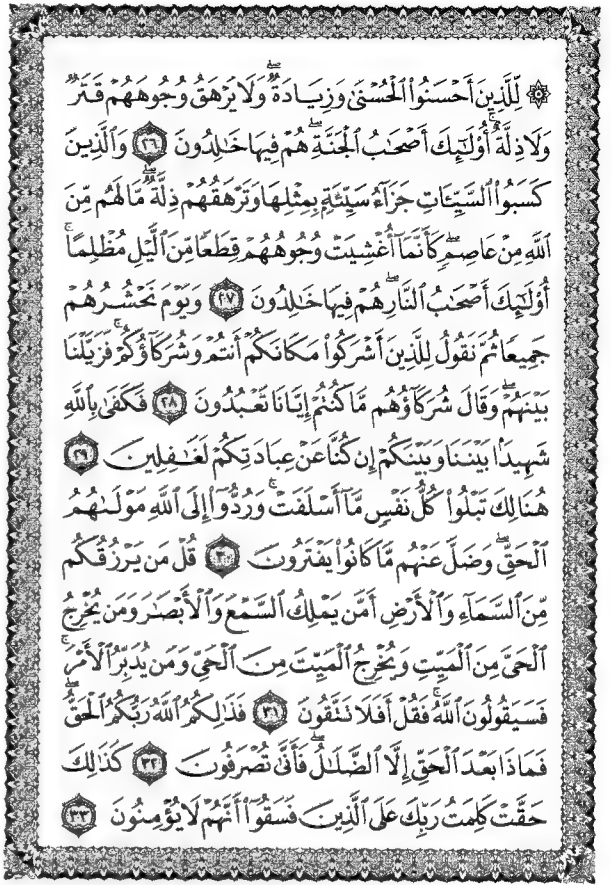 ۞ لِّلَّذِينَ أَحْسَنُوا۟ ٱلْحُسْنَىٰ وَزِيَادَةٌۖ وَلَا يَرْهَقُ وُجُوهَهُمْ قَتَرٌ
وَلَا ذِلَّةٌۚ أُو۟لَٰٓئِكَ أَصْحَٰبُ ٱلْجَنَّةِۖ هُمْ فِيهَا خَٰلِدُونَ ٢٦ وَٱلَّذِينَ
كَسَبُوا۟ ٱلسَّيِّـَٔاتِ جَزَآءُ سَيِّئَةٍۭ بِمِثْلِهَا وَتَرْهَقُهُمْ ذِلَّةٌۖ مَّا لَهُم مِّنَ
ٱللَّهِ مِنْ عَاصِمٍۖ كَأَنَّمَآ أُغْشِيَتْ وُجُوهُهُمْ قِطَعًا مِّنَ ٱلَّيْلِ مُظْلِمًاۚ
أُو۟لَٰٓئِكَ أَصْحَٰبُ ٱلنَّارِۖ هُمْ فِيهَا خَٰلِدُونَ ٢٧ وَيَوْمَ نَحْشُرُهُمْ
جَمِيعًا ثُمَّ نَقُولُ لِلَّذِينَ أَشْرَكُوا۟ مَكَانَكُمْ أَنتُمْ وَشُرَكَآؤُكُمْۚ فَزَيَّلْنَا
بَيْنَهُمْۖ وَقَالَ شُرَكَآؤُهُم مَّا كُنتُمْ إِيَّانَا تَعْبُدُونَ ٢٨ فَكَفَىٰ بِٱللَّهِ
شَهِيدًۢا بَيْنَنَا وَبَيْنَكُمْ إِن كُنَّا عَنْ عِبَادَتِكُمْ لَغَٰفِلِينَ ٢٩
هُنَالِكَ تَبْلُوا۟ كُلُّ نَفْسٍ مَّآ أَسْلَفَتْۚ وَرُدُّوٓا۟ إِلَى ٱللَّهِ مَوْلَىٰهُمُ
ٱلْحَقِّۖ وَضَلَّ عَنْهُم مَّا كَانُوا۟ يَفْتَرُونَ ٣٠ قُلْ مَن يَرْزُقُكُم
مِّنَ ٱلسَّمَآءِ وَٱلْأَرْضِ أَمَّن يَمْلِكُ ٱلسَّمْعَ وَٱلْأَبْصَٰرَ وَمَن يُخْرِجُ
ٱلْحَىَّ مِنَ ٱلْمَيِّتِ وَيُخْرِجُ ٱلْمَيِّتَ مِنَ ٱلْحَىِّ وَمَن يُدَبِّرُ ٱلْأَمْرَۚ
فَسَيَقُولُونَ ٱللَّهُۚ فَقُلْ أَفَلَا تَتَّقُونَ ٣١ فَذَٰلِكُمُ ٱللَّهُ رَبُّكُمُ ٱلْحَقُّۖ
فَمَاذَا بَعْدَ ٱلْحَقِّ إِلَّا ٱلضَّلَٰلُۖ فَأَنَّىٰ تُصْرَفُونَ ٣٢ كَذَٰلِكَ
حَقَّتْ كَلِمَتُ رَبِّكَ عَلَى ٱلَّذِينَ فَسَقُوٓا۟ أَنَّهُمْ لَا يُؤْمِنُونَ ٣٣